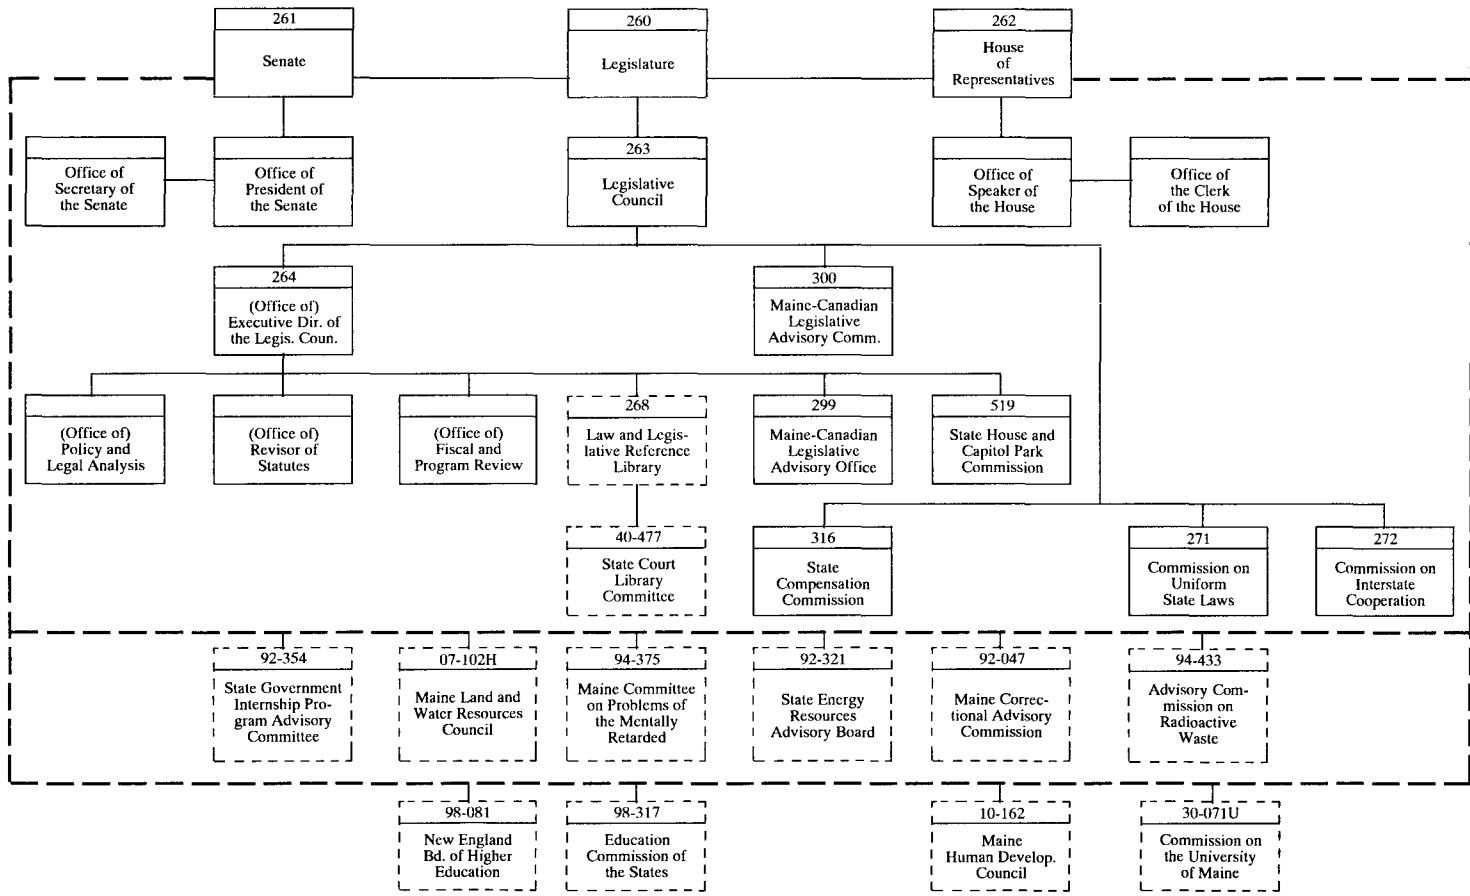 261
Senate
260
Legislature
262
House
of
Representatives
Office of
Secretary of
the Senate
Office of
President of
the Senate
263
Legislative
Council
Office of
Speaker of
the House
Office of
the Clerk
of the House
264
(Office of)
Executive Dir. of
the Legis. Coun.
300
Maine-Canadian
Legislative
Advisory Comm.
(Office of)
Policy and
Legal Analysis
(Office of)
Revisor of
Statutes
(Office of)
Fiscal and
Program Review
268
Law and Legis-
lative Reference
Library
299
Maine-Canadian
Legislative
Advisory Office
519
State House and
Capitol Park
Commission
40-477
State Court
Library
Committee
316
State
Compensation
Commission
271
Commission on
Uniform
State Laws
272
Commission on
Interstate
Cooperation
92-354
State Government
Internship Pro-
gram Advisory
Committee
07-102H
Maine Land and
Water Resources
Council
94-375
Maine Committee
on Problems of
the Mentally
Retarded
92-321
State Energy
Resources
Advisory Board
92-047
Maine Correc-
tional Advisory
Commission
94-433
Advisory Com-
mission on
Radioactive
Waste
98-081
New England
Bd. of Higher
Education
98-317
Education
Commission of
the States
10-162
Maine
Human Develop.
Council
30-071U
Commission on
the University
of Maine